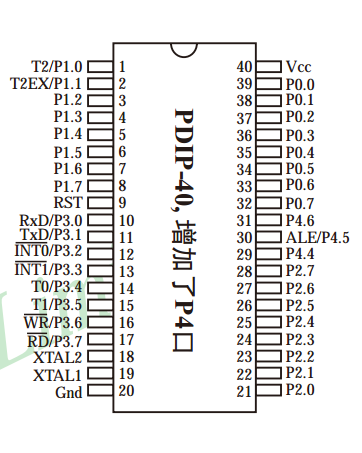 T2/P1.0 1 40 Vcc
T2EX/P1.1 2 39 P0.0
P1.2 3 38 P0.1
P1.3 4 37 P0.2
P1.4 5 36 P0.3
P1.5 6 35 P0.4
P1.6 7 34 P0.5
P1.7 8 33 P0.6
RST 9 32 P0.7
RxD/P3.0 10 31 P4.6
TxD/P3.1 11 30 ALE/P4.5
INT0/P3.2 12 29 P4.4
INT1/P3.3 13 28 P2.7
T0/P3.4 14 27 P2.6
T1/P3.5 15 26 P2.5
WR/P3.6 16 25 P2.4
RD/P3.7 17 24 P2.3
XTAL2 18 23 P2.2
XTAL1 19 22 P2.1
Gnd 20 21 P2.0
PDIP-40, 增加了P4口